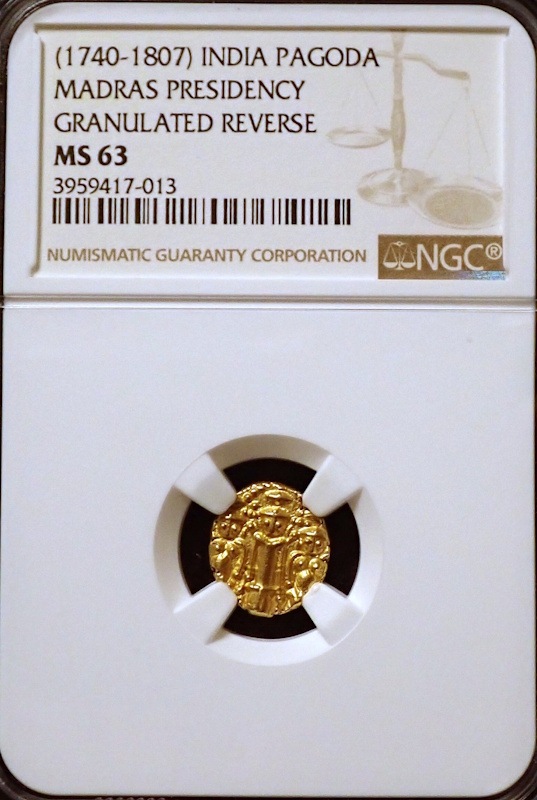 (1740-1807) INDIA PAGODA
MADRAS PRESIDENCY
GRANULATED REVERSE
MS 63
3959417-013
NUMISMATIC GUARANTY CORPORATION
NGC®